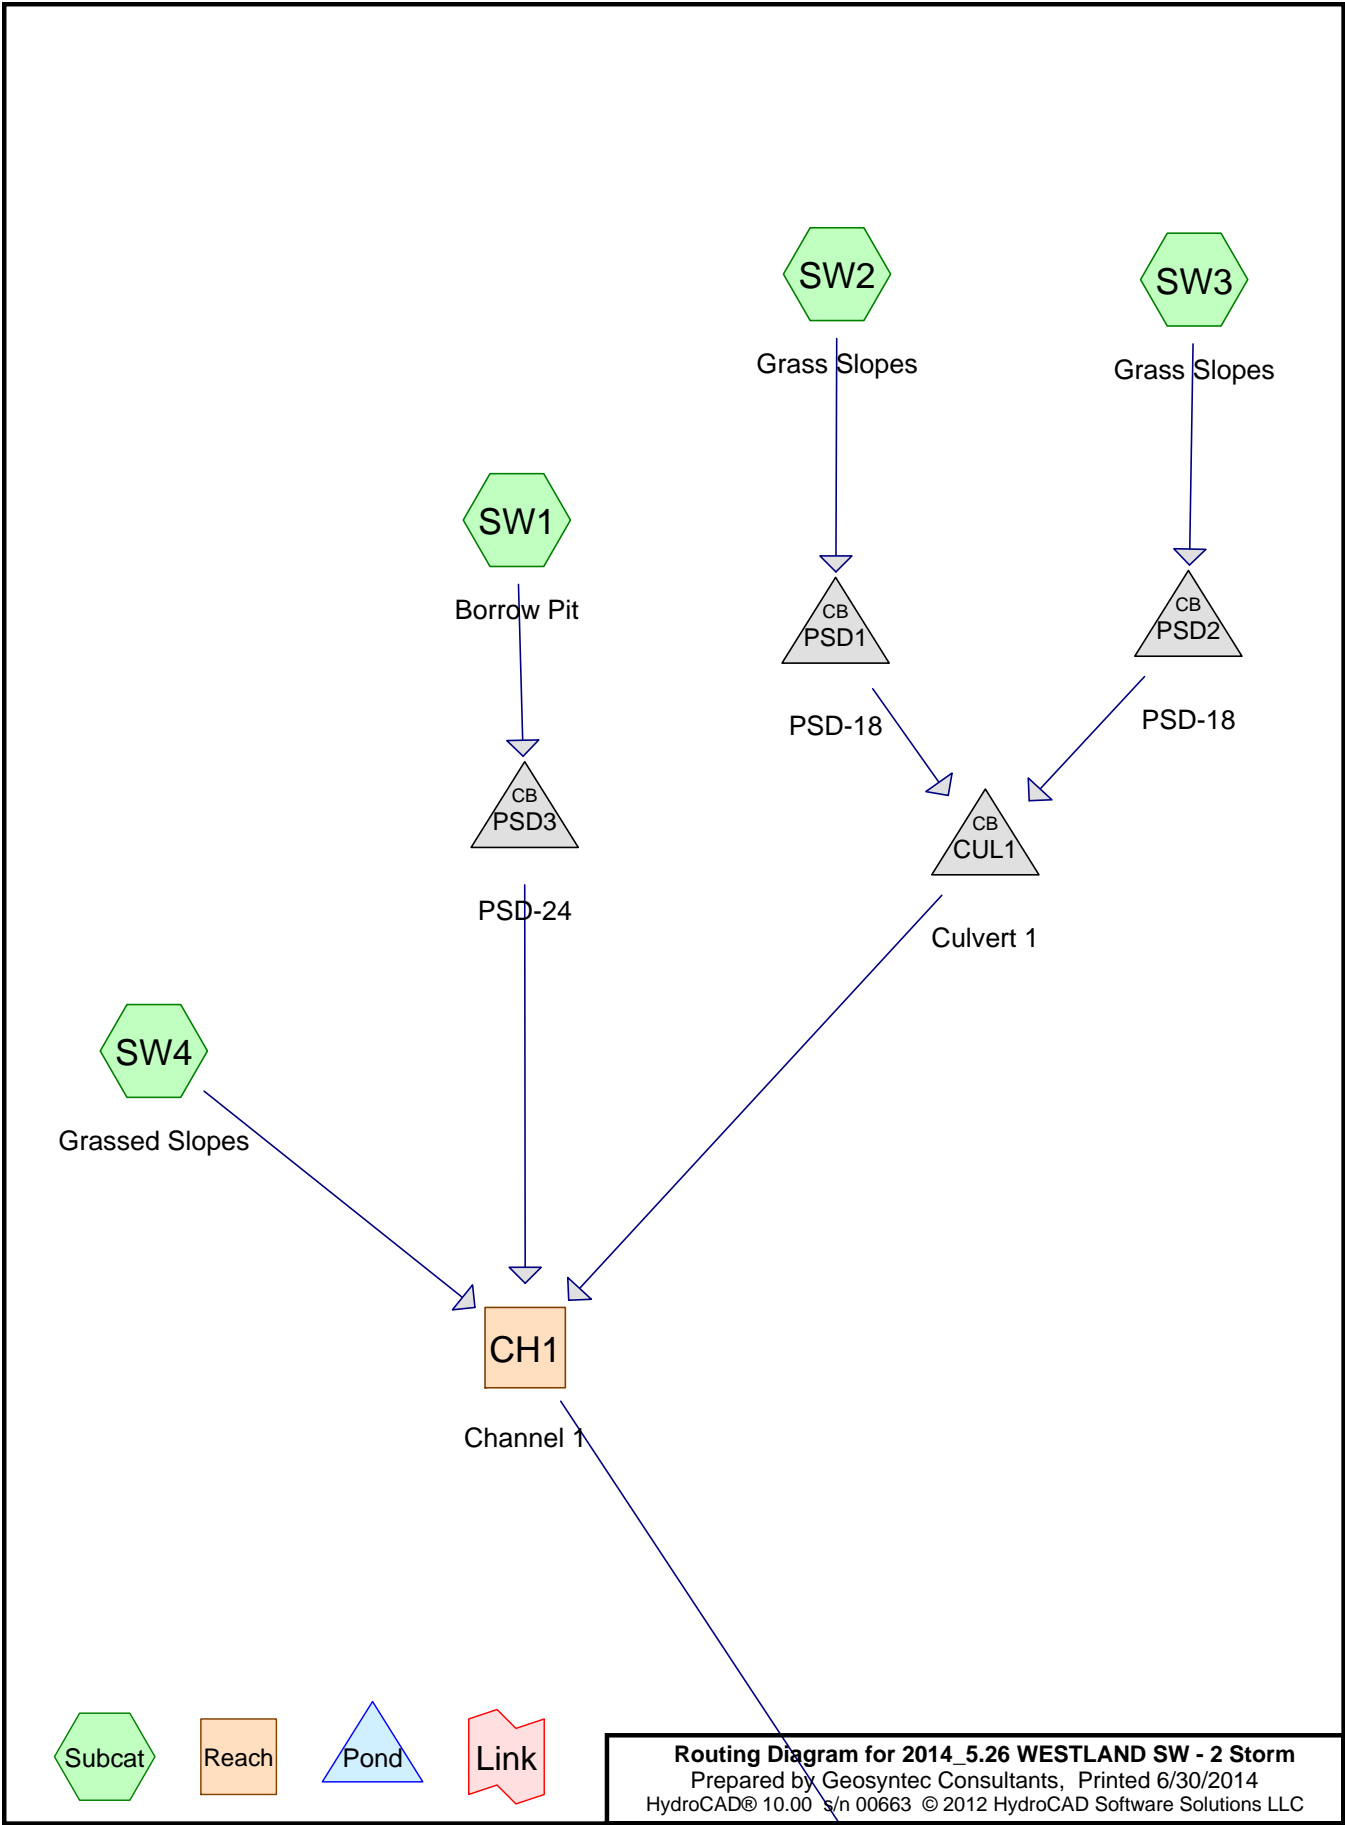 SW2
SW3
Grass Slopes
Grass Slopes
SW1
Borrow Pit
CB
PSD1
CB
PSD2
PSD-18
PSD-18
CB
PSD3
CB
CUL1
PSD-24
Culvert 1
SW4
Grassed Slopes
CH1
Channel 1
Subcat
Reach
Pond
Link
Routing Diagram for 2014_5.26 WESTLAND SW - 2 Storm
Prepared by Geosyntec Consultants, Printed 6/30/2014
HydroCAD® 10.00 s/n 00663 © 2012 HydroCAD Software Solutions LLC